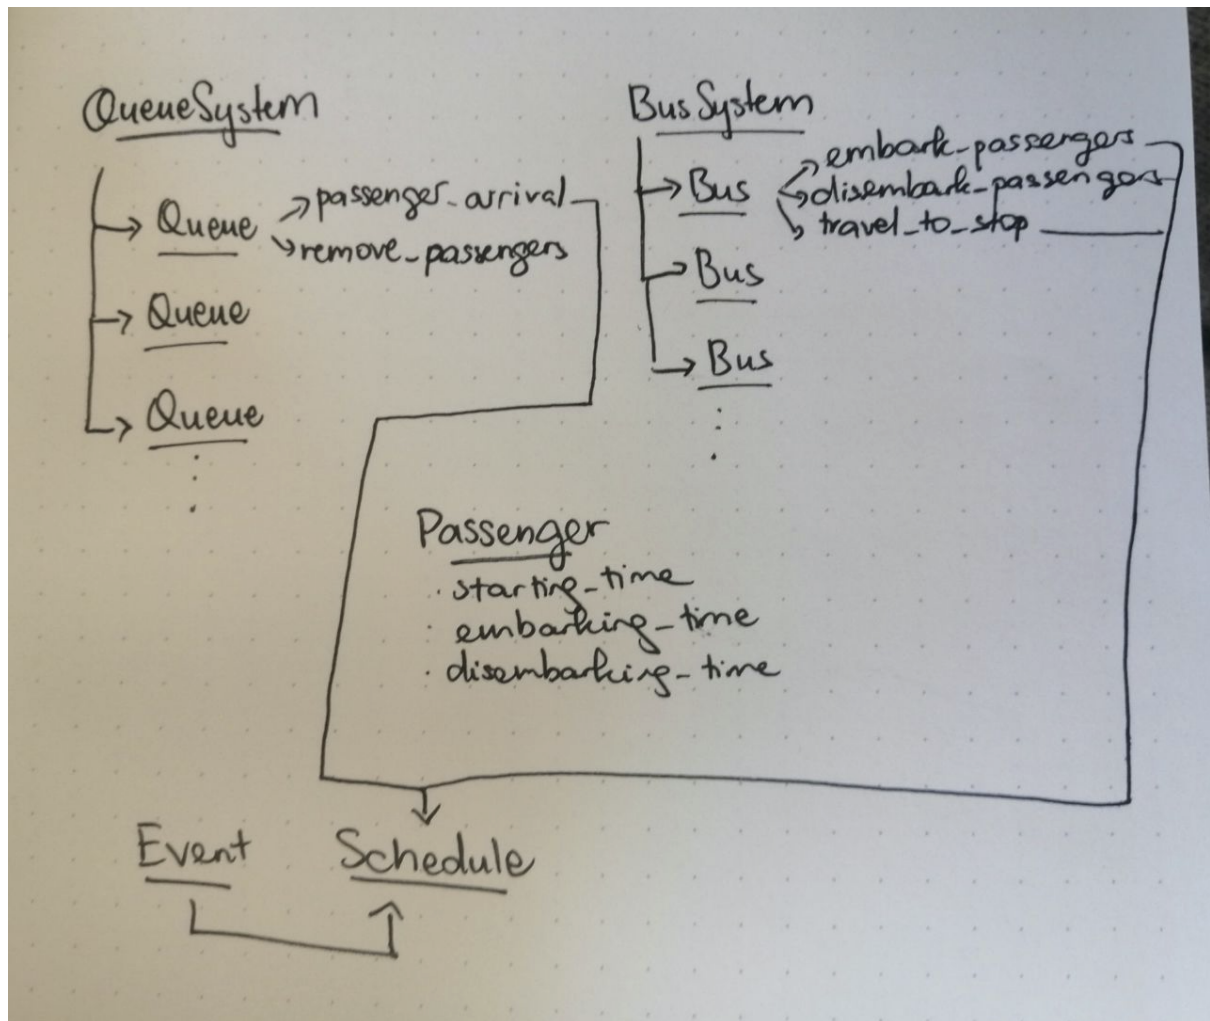 QueueSystem
Queue
passenger_arrival
remove_passengers
Queue
Queue
BusSystem
Bus
embark_passengers
disembark_passengers
travel_to_stop
Bus
Bus
Passenger
· starting_time
· embarking_time
· disembarking_time
Event
Schedule